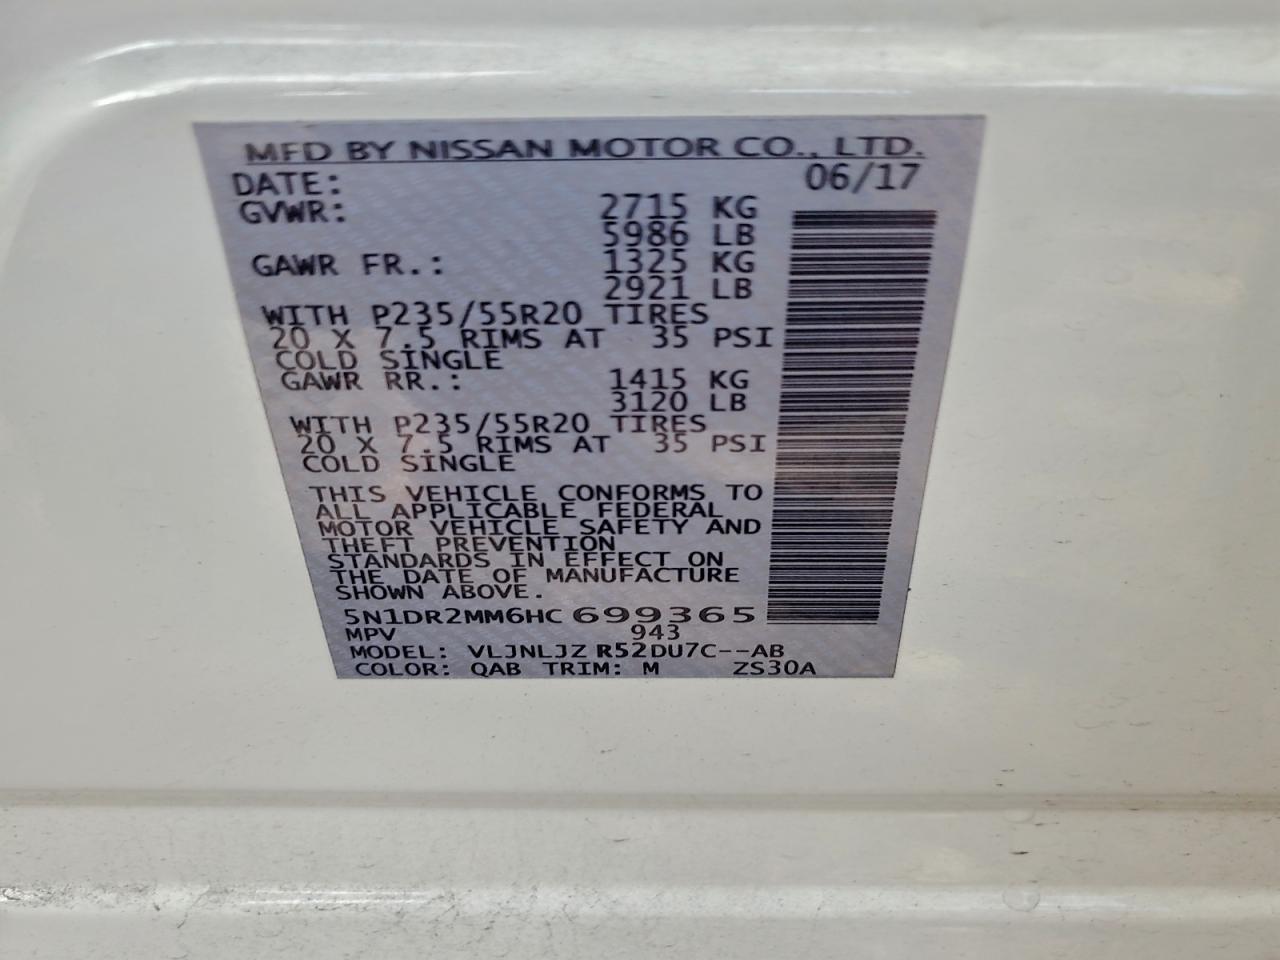 MFD BY NISSAN MOTOR CO., LTD.
DATE: 06/17
GVWR: 2715 KG
5986 LB
GAWR FR.: 1325 KG
2921 LB
WITH P235/55R20 TIRES
20 X 7.5 RIMS AT 35 PSI
COLD SINGLE
GAWR RR.: 1415 KG
3120 LB
WITH P235/55R20 TIRES
20 X 7.5 RIMS AT 35 PSI
COLD SINGLE
THIS VEHICLE CONFORMS TO
ALL APPLICABLE FEDERAL
MOTOR VEHICLE SAFETY AND
THEFT PREVENTION
STANDARDS IN EFFECT ON
THE DATE OF MANUFACTURE
SHOWN ABOVE.
5N1DR2MM6HC699365
MPV 943
MODEL: VLJNLJZ R52DU7C--AB
COLOR: QAB TRIM: M ZS30A